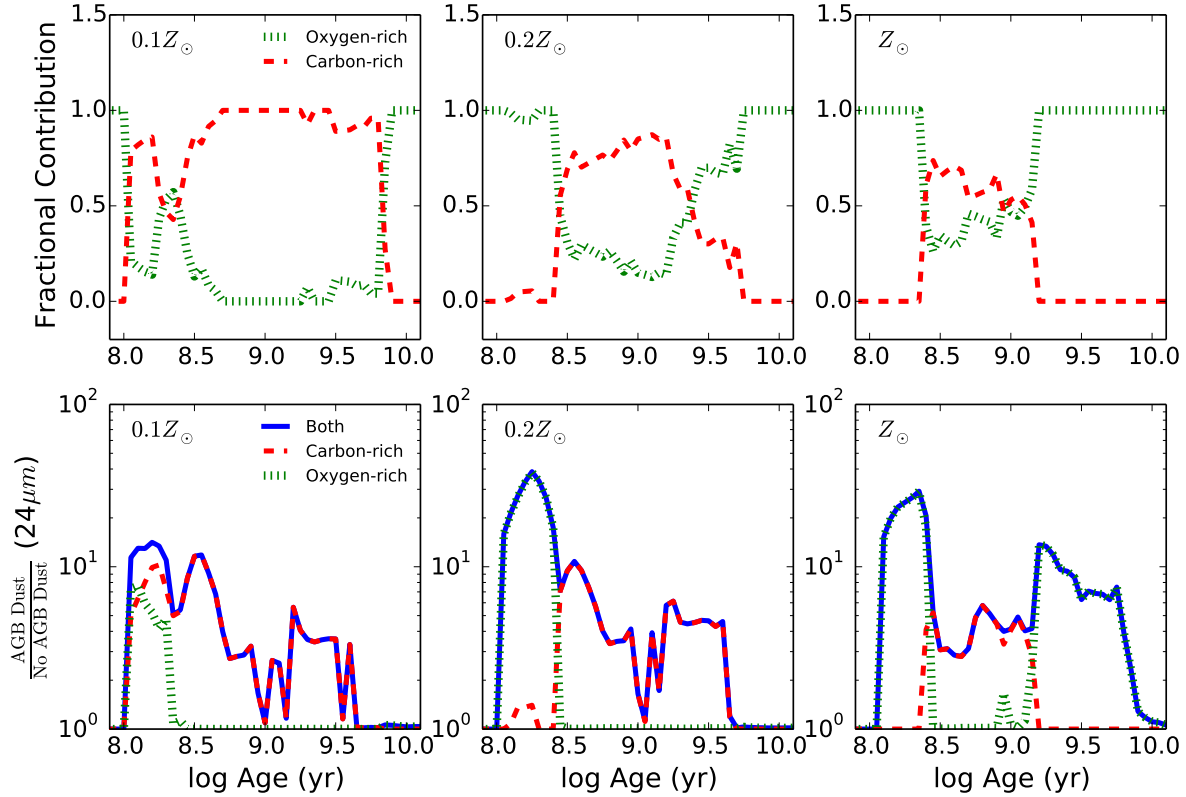 Fractional Contribution
1.5
1.0
0.5
0.0
0.1Z⊙
Oxygen-rich
Carbon-rich
8.0 8.5 9.0 9.5 10.0
1.5
1.0
0.5
0.0
0.2Z⊙
8.0 8.5 9.0 9.5 10.0
1.5
1.0
0.5
0.0
Z⊙
8.0 8.5 9.0 9.5 10.0
AGB Dust
No AGB Dust (24μm)
10²
10¹
10⁰
0.1Z⊙
Both
Carbon-rich
Oxygen-rich
8.0 8.5 9.0 9.5 10.0
log Age (yr)
10²
10¹
10⁰
0.2Z⊙
8.0 8.5 9.0 9.5 10.0
log Age (yr)
10²
10¹
10⁰
Z⊙
8.0 8.5 9.0 9.5 10.0
log Age (yr)